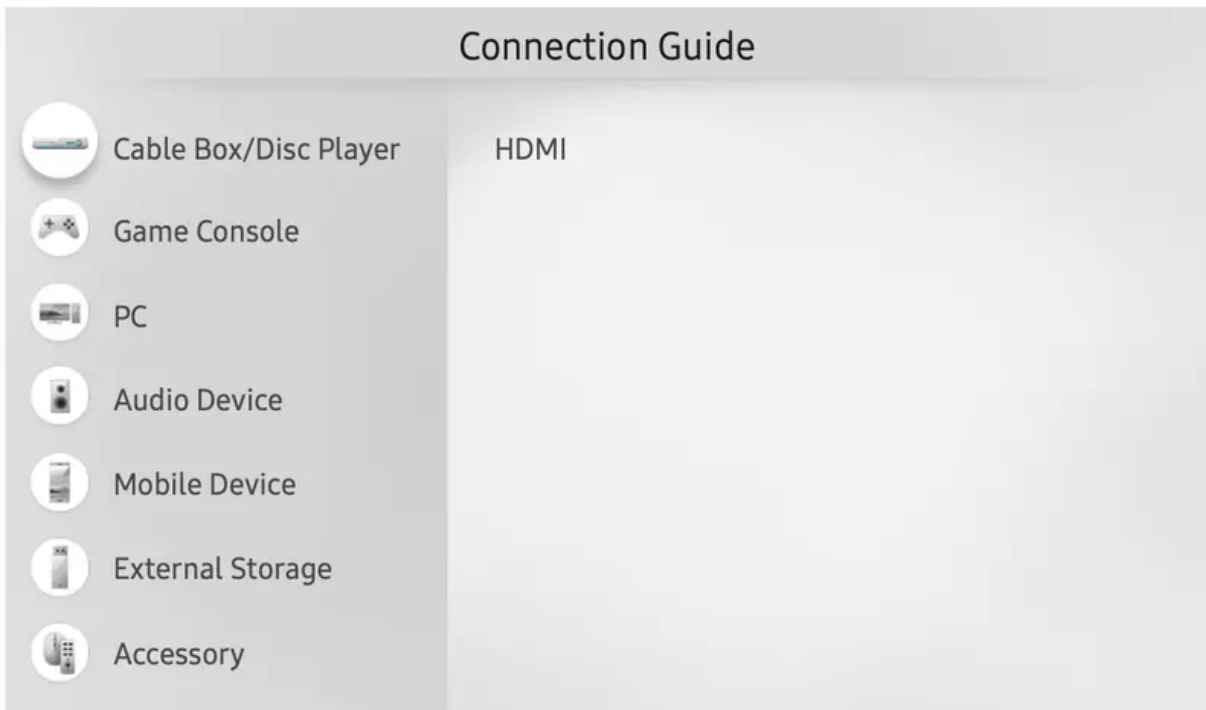 Connection Guide
Cable Box/Disc Player
HDMI
Game Console
PC
Audio Device
Mobile Device
External Storage
Accessory